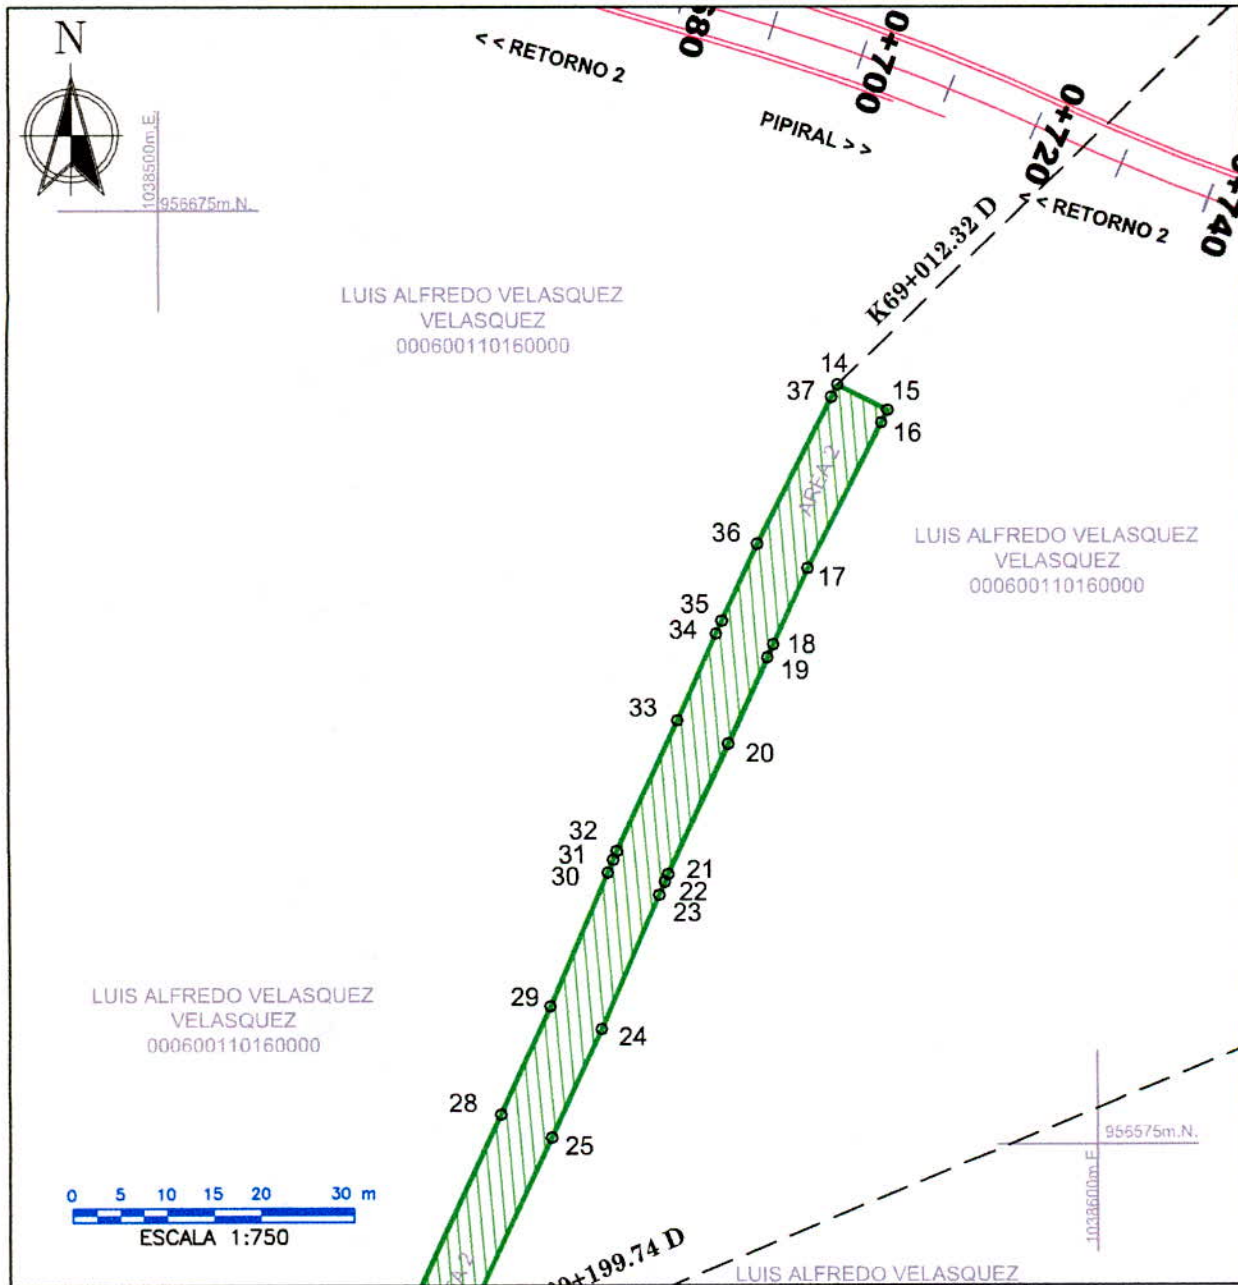 N
<< RETORNO 2
680
0+700
0+720
0+740
PIPIRAL >>
<< RETORNO 2
1038500m.E.
956675m.N.
K69+012.32 D
LUIS ALFREDO VELASQUEZ
VELASQUEZ
000600110160000
14
37
15
16
AREA 2
36
17
LUIS ALFREDO VELASQUEZ
VELASQUEZ
000600110160000
35
34
18
19
33
20
32
31
30
21
22
23
29
24
LUIS ALFREDO VELASQUEZ
VELASQUEZ
000600110160000
28
25
956575m.N.
1038600m.E.
0 5 10 15 20 30 m
ESCALA 1:750
+199.74 D
LUIS ALFREDO VELASQUEZ